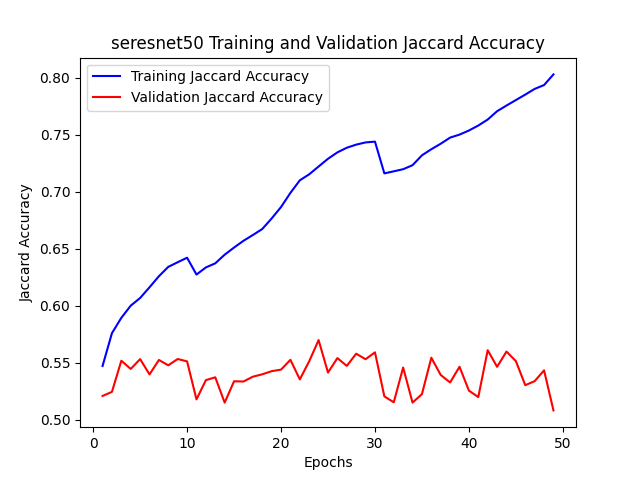 seresnet50 Training and Validation Jaccard Accuracy
Training Jaccard Accuracy
Validation Jaccard Accuracy
Jaccard Accuracy
0.80
0.75
0.70
0.65
0.60
0.55
0.50
0 10 20 30 40 50
Epochs